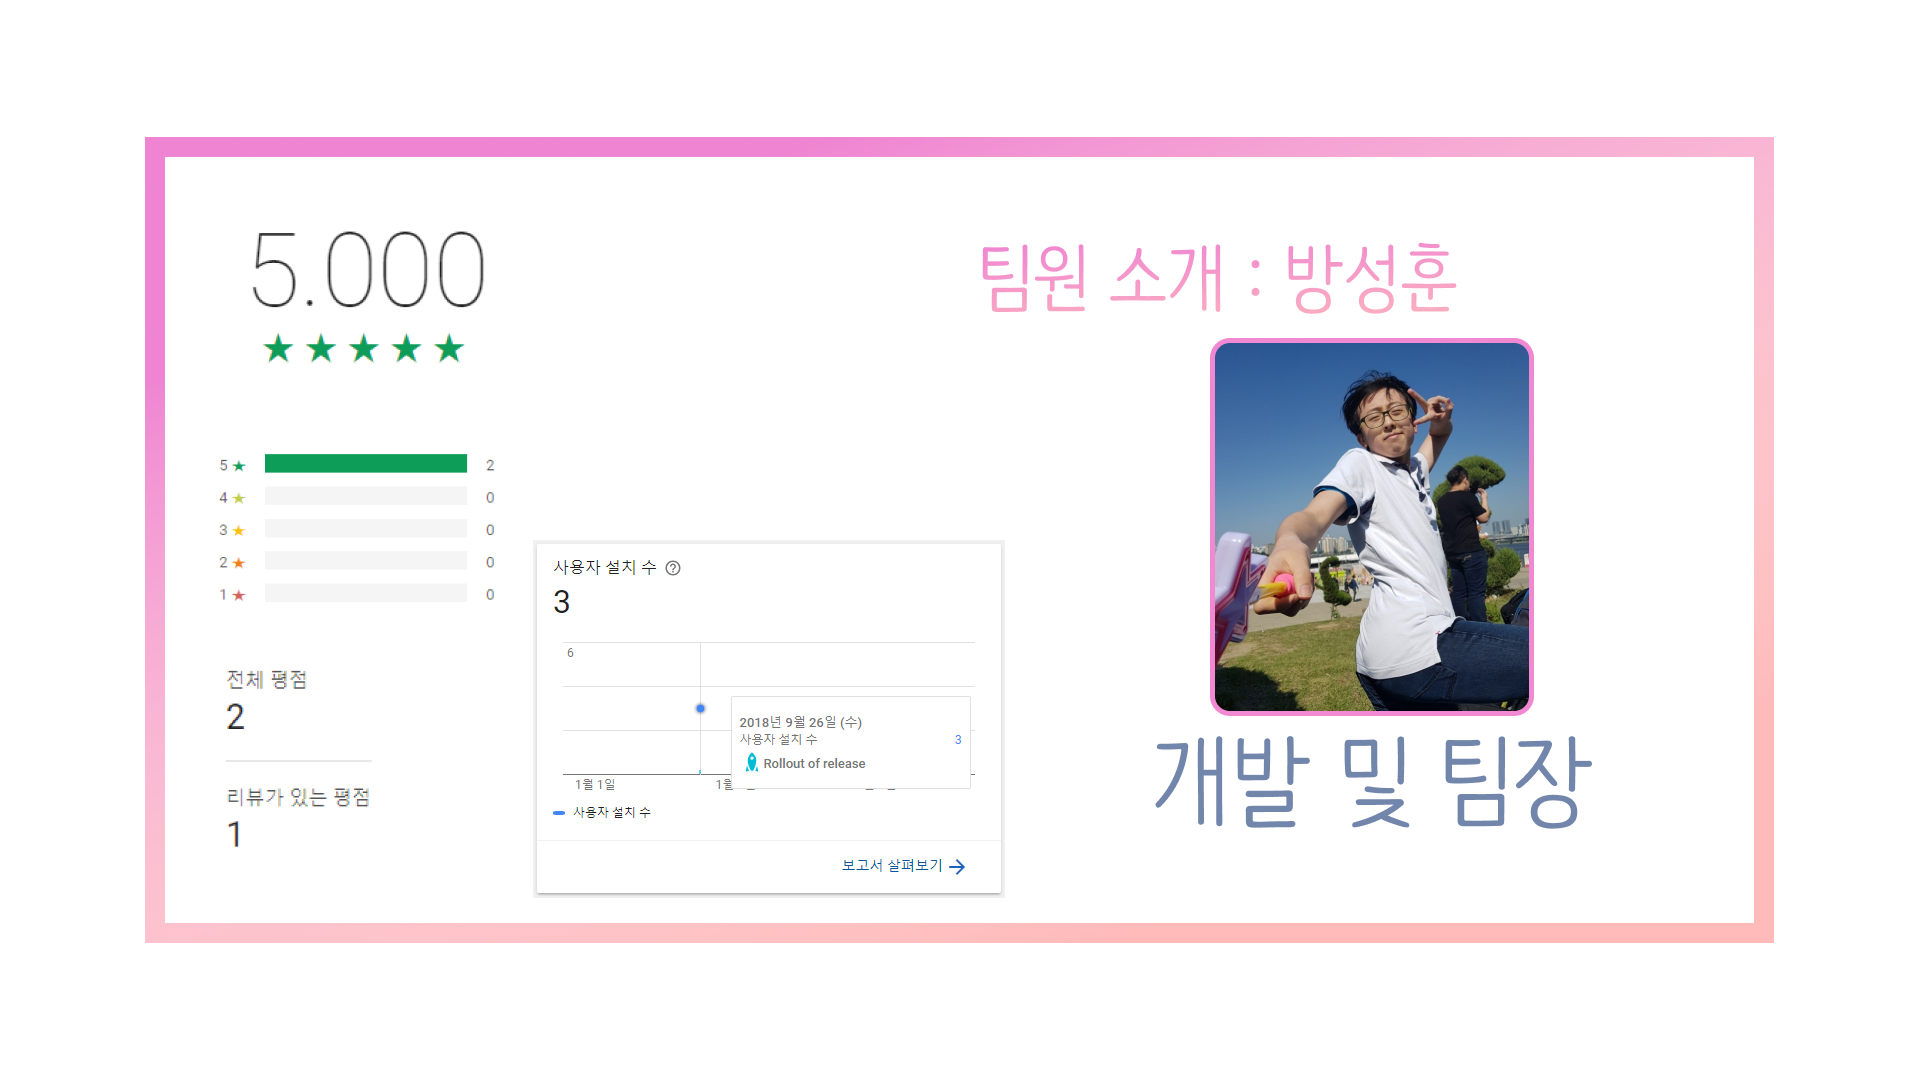 5.000
5 ★ 2
4 ★ 0
3 ★ 0
2 ★ 0
1 ★ 0
전체 평점
2
리뷰가 있는 평점
1
사용자 설치 수
3
6
2018년 9월 26일 (수)
사용자 설치 수 3
Rollout of release
1월 1일
1월
사용자 설치 수
보고서 살펴보기
팀원 소개 : 방성훈
개발 및 팀장